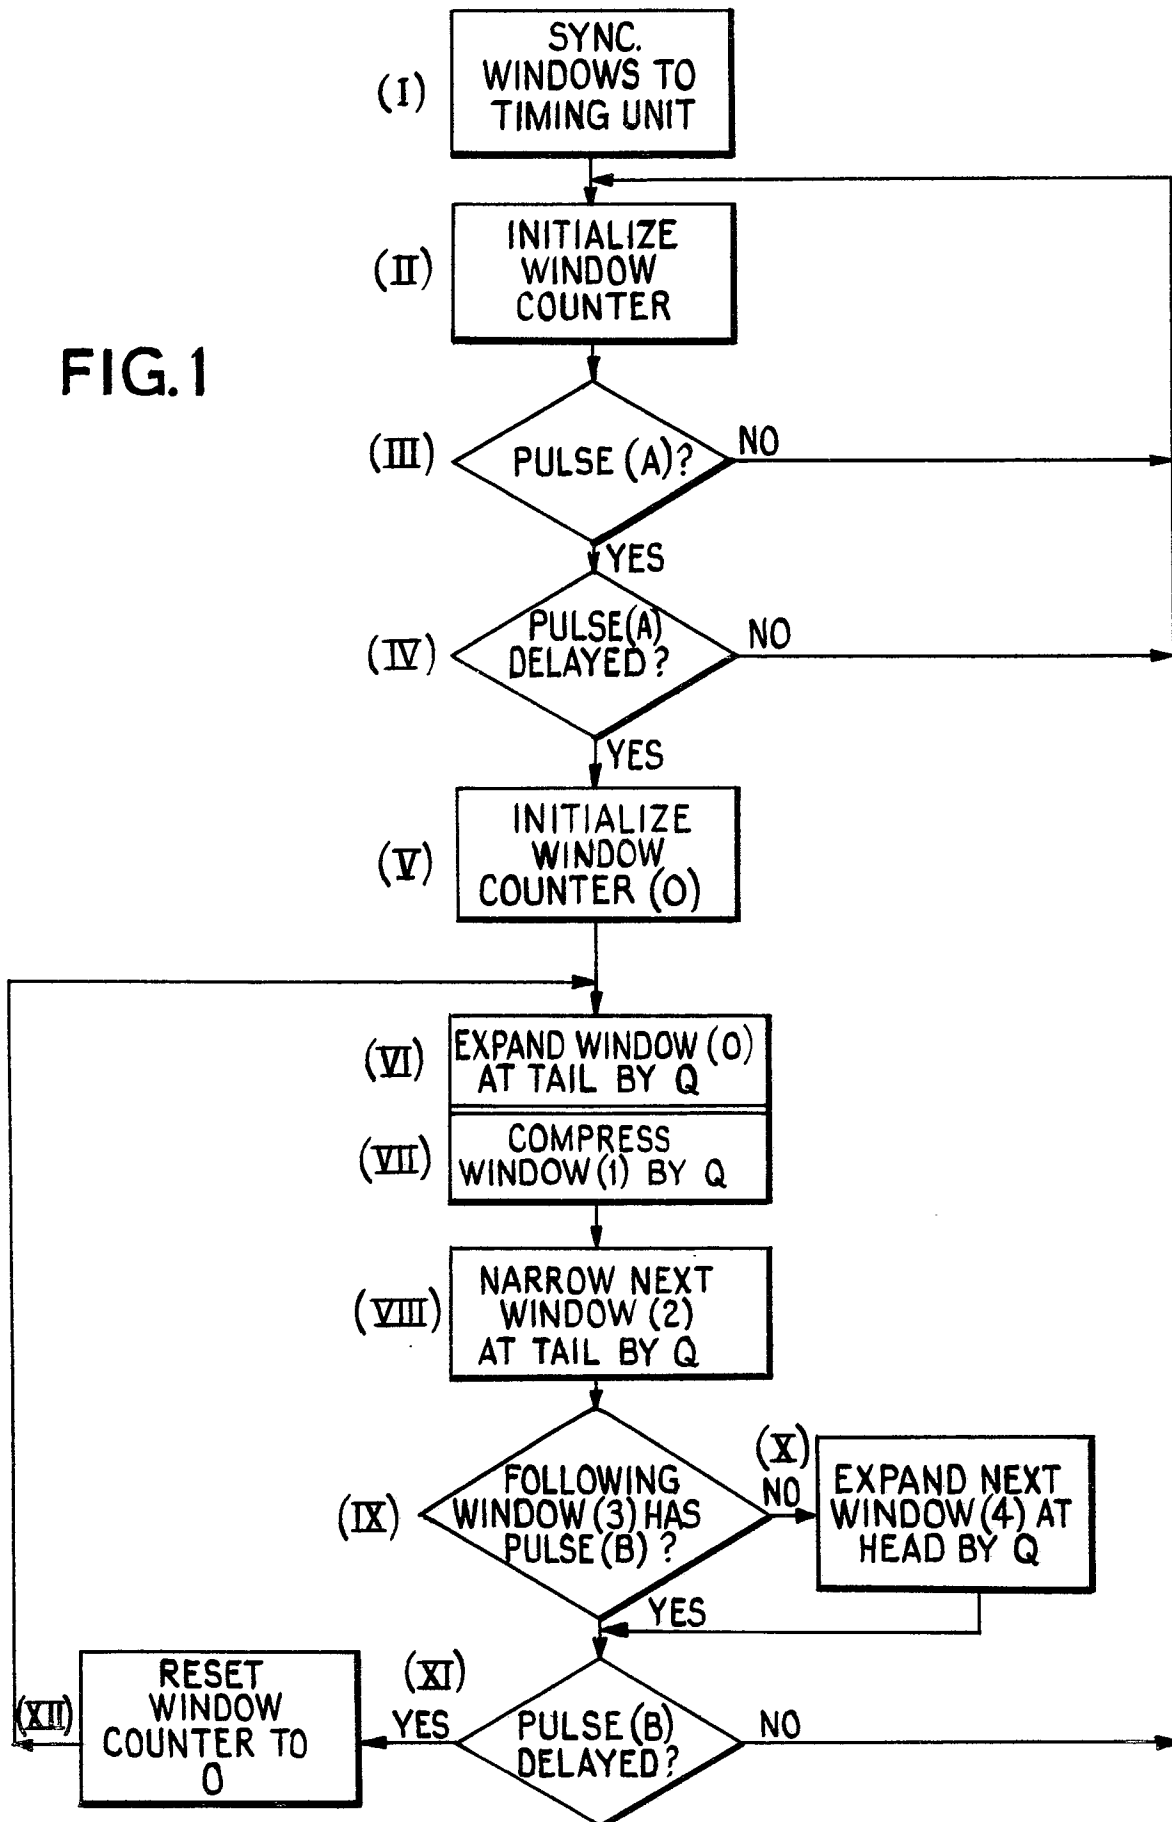 SYNC.
WINDOWS TO
TIMING UNIT
(I)
INITIALIZE
WINDOW
COUNTER
(II)
FIG.1
(III)
PULSE (A)?
NO
YES
PULSE(A)
DELAYED?
(IV)
NO
YES
INITIALIZE
WINDOW
COUNTER (0)
(V)
EXPAND WINDOW (0)
AT TAIL BY Q
(VI)
COMPRESS
WINDOW(1) BY Q
(VII)
NARROW NEXT
WINDOW (2)
AT TAIL BY Q
(VIII)
FOLLOWING
WINDOW(3) HAS
PULSE(B) ?
(IX)
(X)
NO
EXPAND NEXT
WINDOW(4) AT
HEAD BY Q
YES
(XI)
PULSE(B)
DELAYED?
YES
NO
RESET
WINDOW
COUNTER TO
0
(XII)